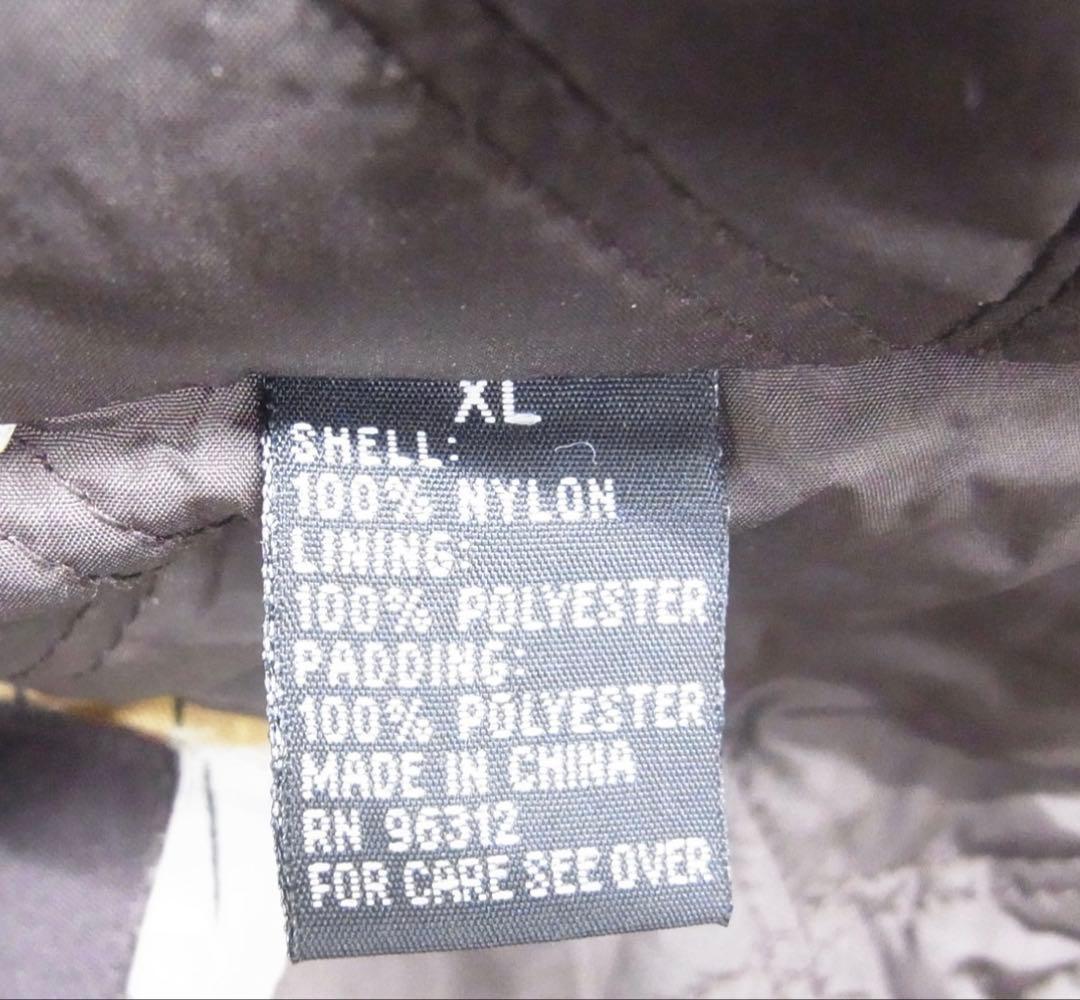 XL
SHELL:
100% NYLON
LINING:
100% POLYESTER
PADDING:
100% POLYESTER
MADE IN CHINA
RN 96312
FOR CARE SEE OVER